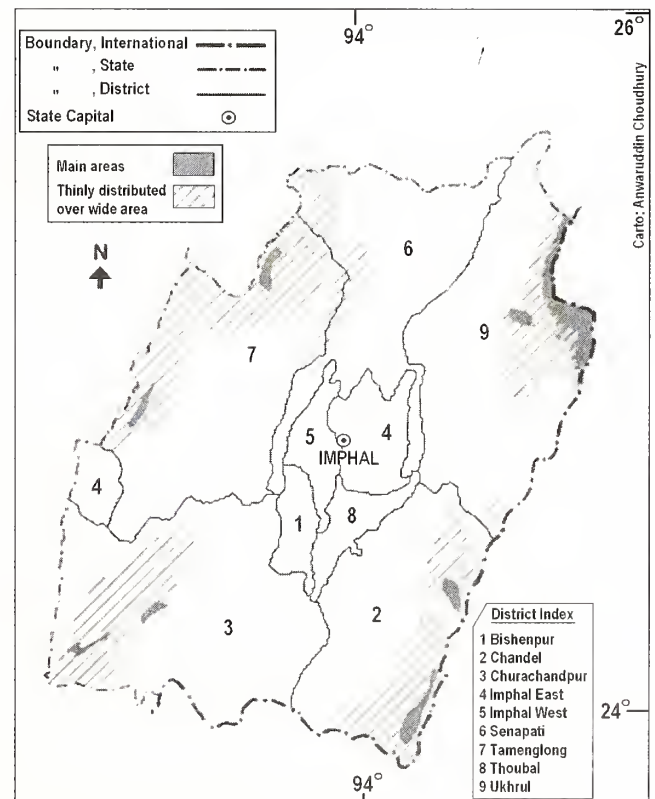 94°
26°
Boundary, International
" , State
" , District
State Capital
Main areas
Thinly distributed
over wide area
Carto: Anwaruddin Choudhury
N
6
9
7
5
4
IMPHAL
4
1
8
2
3
District Index
1 Bishenpur
2 Chandel
3 Churachandpur
4 Imphal East
5 Imphal West
6 Senapati
7 Tamenglong
8 Thoubal
9 Ukhrul
24°
94°